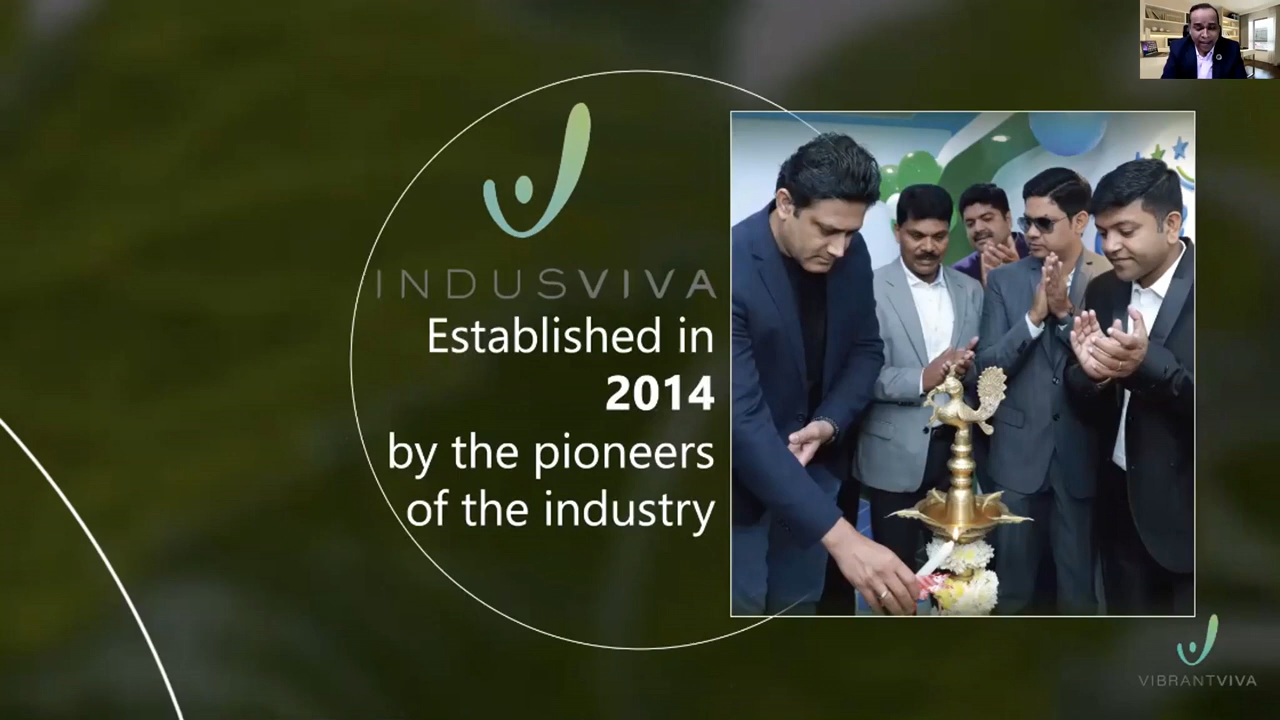 INDUSVIVA
Established in
2014
by the pioneers
of the industry
VIBRANTVIVA